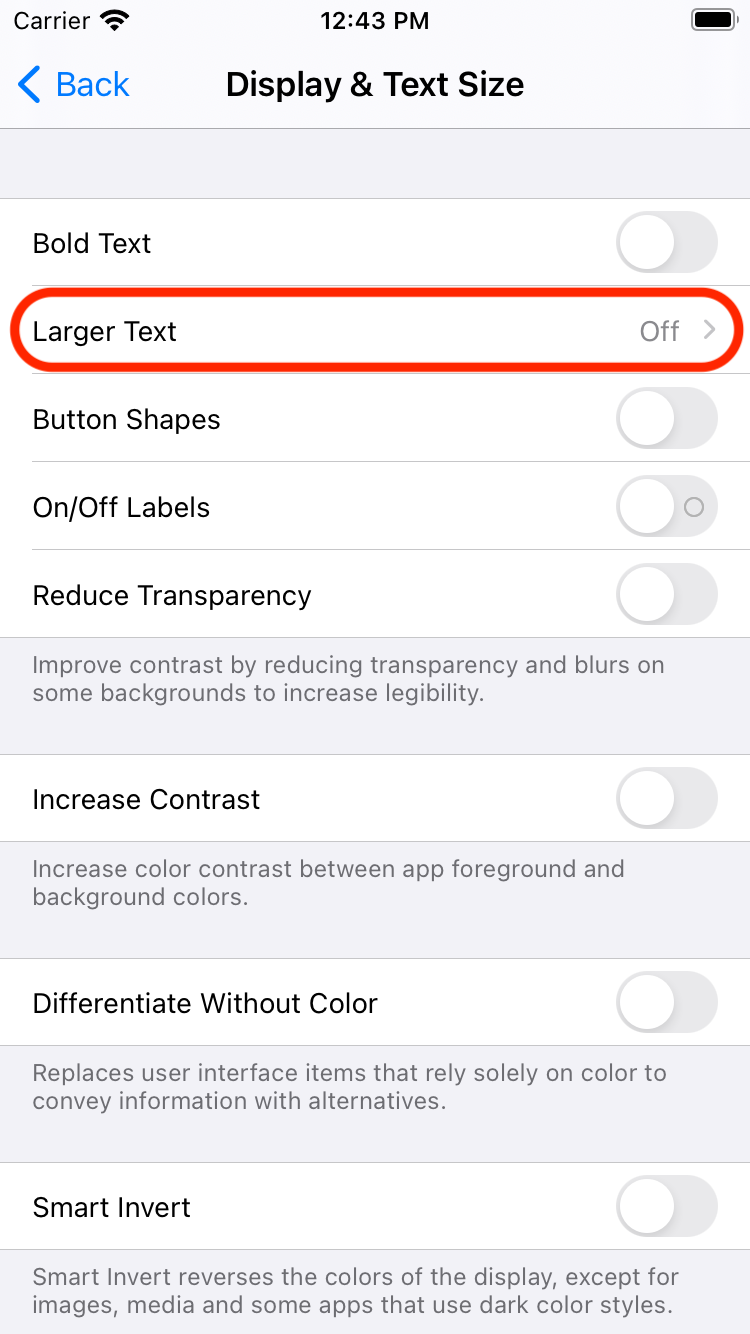 Carrier 12:43 PM
Back Display & Text Size
Bold Text
Larger Text Off
Button Shapes
On/Off Labels
Reduce Transparency
Improve contrast by reducing transparency and blurs on
some backgrounds to increase legibility.
Increase Contrast
Increase color contrast between app foreground and
background colors.
Differentiate Without Color
Replaces user interface items that rely solely on color to
convey information with alternatives.
Smart Invert
Smart Invert reverses the colors of the display, except for
images, media and some apps that use dark color styles.